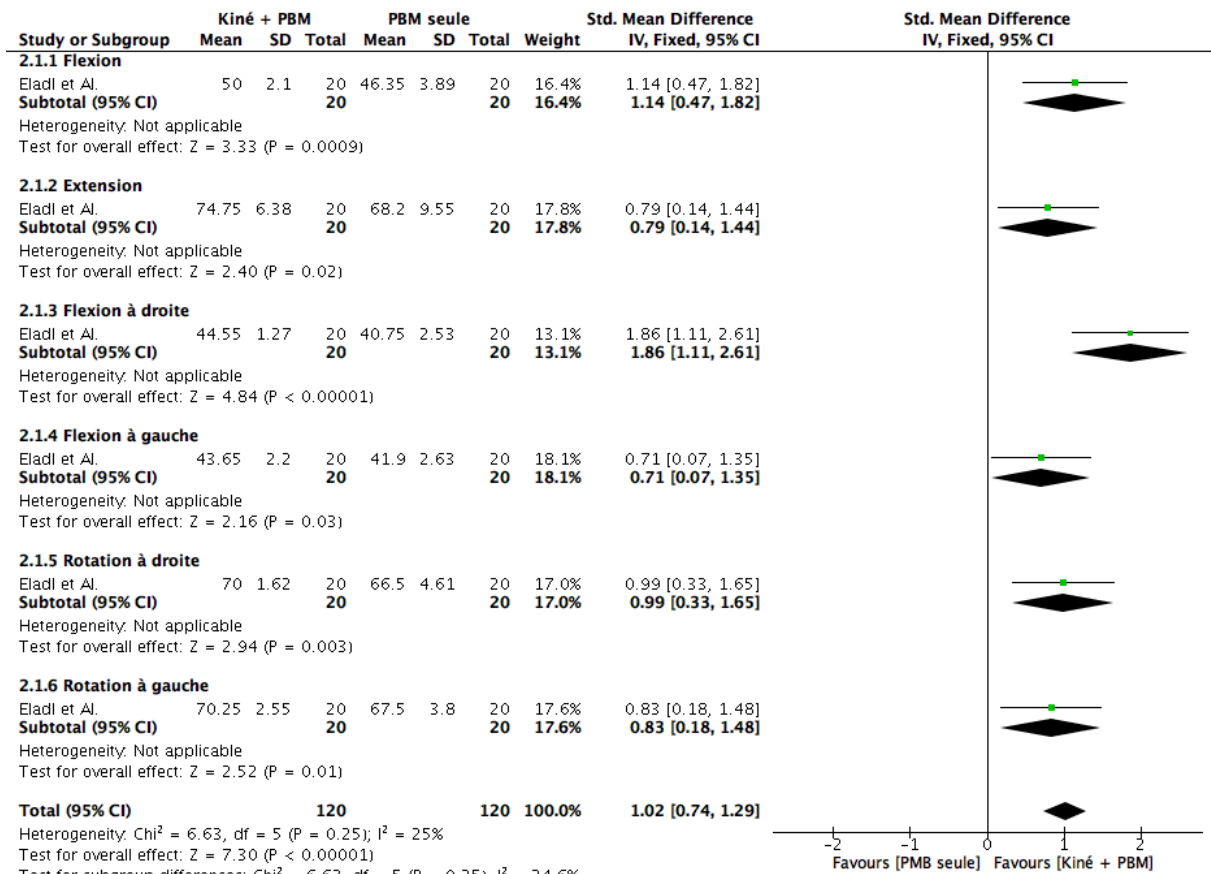 Kiné + PBM PBM seule Std. Mean Difference Std. Mean Difference
Study or Subgroup Mean SD Total Mean SD Total Weight IV, Fixed, 95% CI IV, Fixed, 95% CI
2.1.1 Flexion
Eladl et Al. 50 2.1 20 46.35 3.89 20 16.4% 1.14 [0.47, 1.82]
Subtotal (95% CI) 20 20 16.4% 1.14 [0.47, 1.82]
Heterogeneity: Not applicable
Test for overall effect: Z = 3.33 (P = 0.0009)
2.1.2 Extension
Eladl et Al. 74.75 6.38 20 68.2 9.55 20 17.8% 0.79 [0.14, 1.44]
Subtotal (95% CI) 20 20 17.8% 0.79 [0.14, 1.44]
Heterogeneity: Not applicable
Test for overall effect: Z = 2.40 (P = 0.02)
2.1.3 Flexion à droite
Eladl et Al. 44.55 1.27 20 40.75 2.53 20 13.1% 1.86 [1.11, 2.61]
Subtotal (95% CI) 20 20 13.1% 1.86 [1.11, 2.61]
Heterogeneity: Not applicable
Test for overall effect: Z = 4.84 (P < 0.00001)
2.1.4 Flexion à gauche
Eladl et Al. 43.65 2.2 20 41.9 2.63 20 18.1% 0.71 [0.07, 1.35]
Subtotal (95% CI) 20 20 18.1% 0.71 [0.07, 1.35]
Heterogeneity: Not applicable
Test for overall effect: Z = 2.16 (P = 0.03)
2.1.5 Rotation à droite
Eladl et Al. 70 1.62 20 66.5 4.61 20 17.0% 0.99 [0.33, 1.65]
Subtotal (95% CI) 20 20 17.0% 0.99 [0.33, 1.65]
Heterogeneity: Not applicable
Test for overall effect: Z = 2.94 (P = 0.003)
2.1.6 Rotation à gauche
Eladl et Al. 70.25 2.55 20 67.5 3.8 20 17.6% 0.83 [0.18, 1.48]
Subtotal (95% CI) 20 20 17.6% 0.83 [0.18, 1.48]
Heterogeneity: Not applicable
Test for overall effect: Z = 2.52 (P = 0.01)
Total (95% CI) 120 120 100.0% 1.02 [0.74, 1.29]
Heterogeneity: Chi² = 6.63, df = 5 (P = 0.25); I² = 25%
-2 -1 0 1 2
Test for overall effect: Z = 7.30 (P < 0.00001)
Favours [PMB seule] Favours [Kiné + PBM]
Test for subgroup differences: Chi² = 6.63, df = 5 (P = 0.25), I² = 24.6%